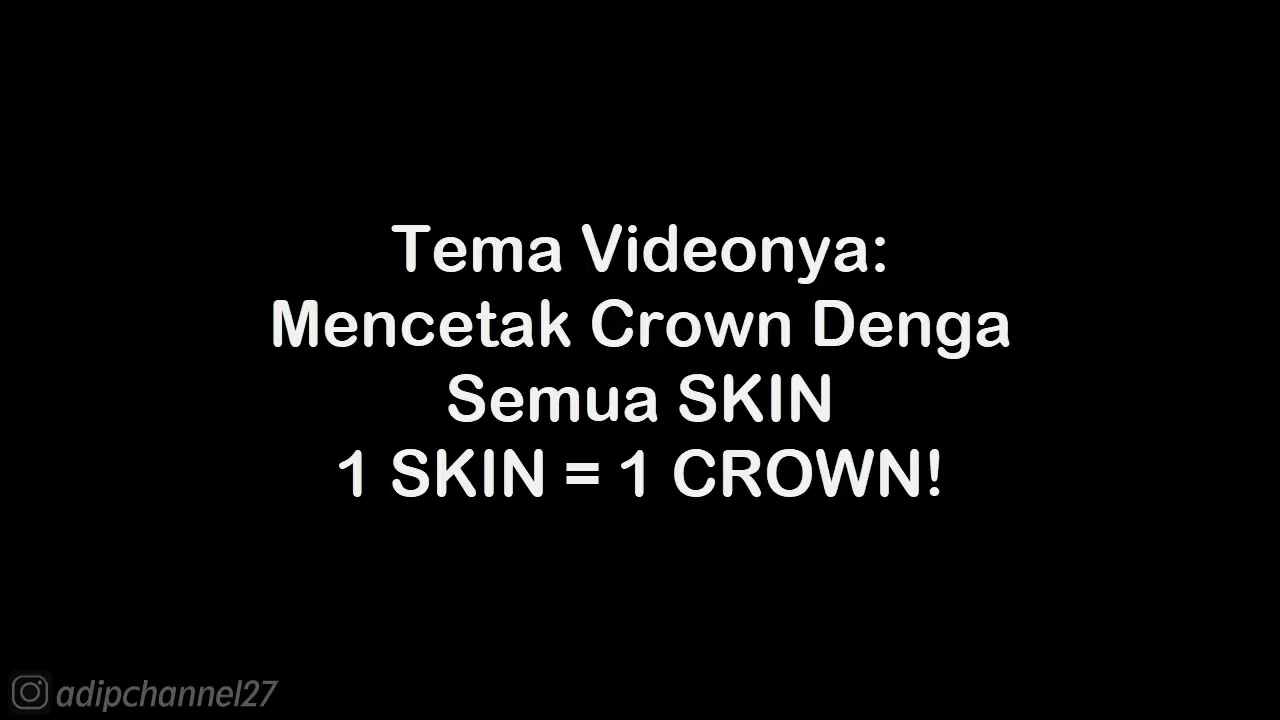 Tema Videonya:
Mencetak Crown Denga
Semua SKIN
1 SKIN = 1 CROWN!
adipchannel27